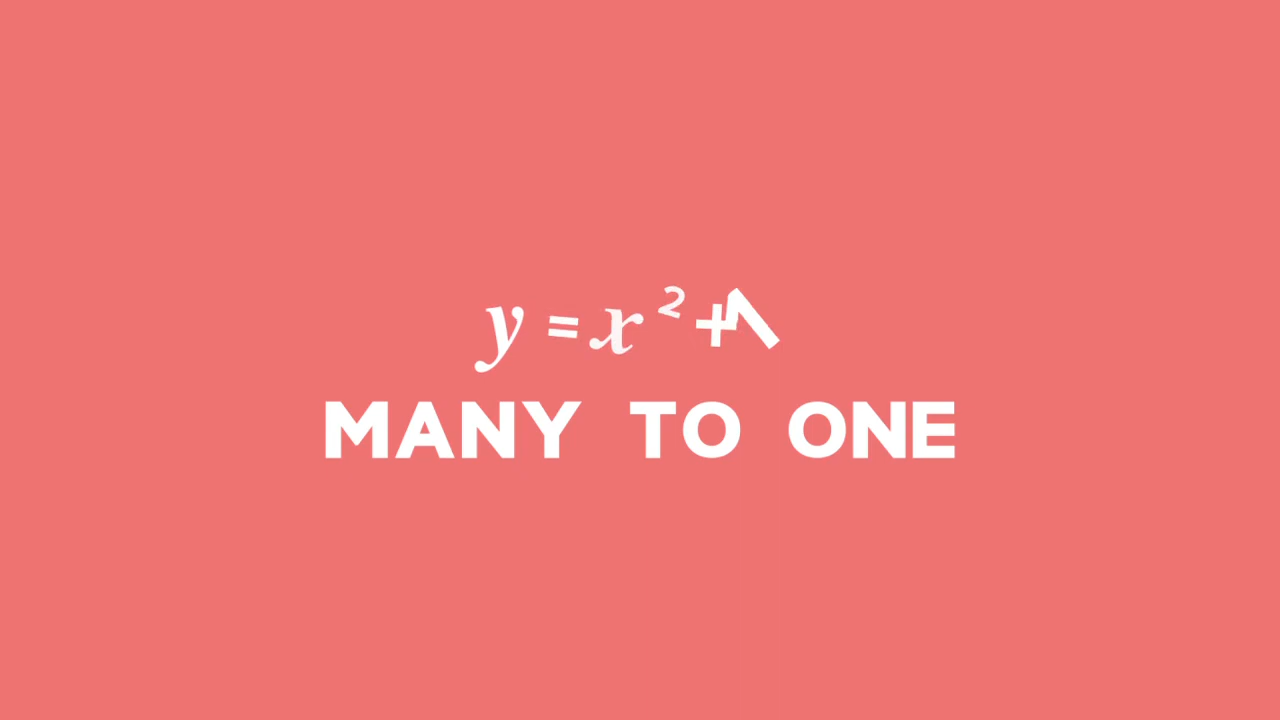 y = x² + 1
MANY TO ONE